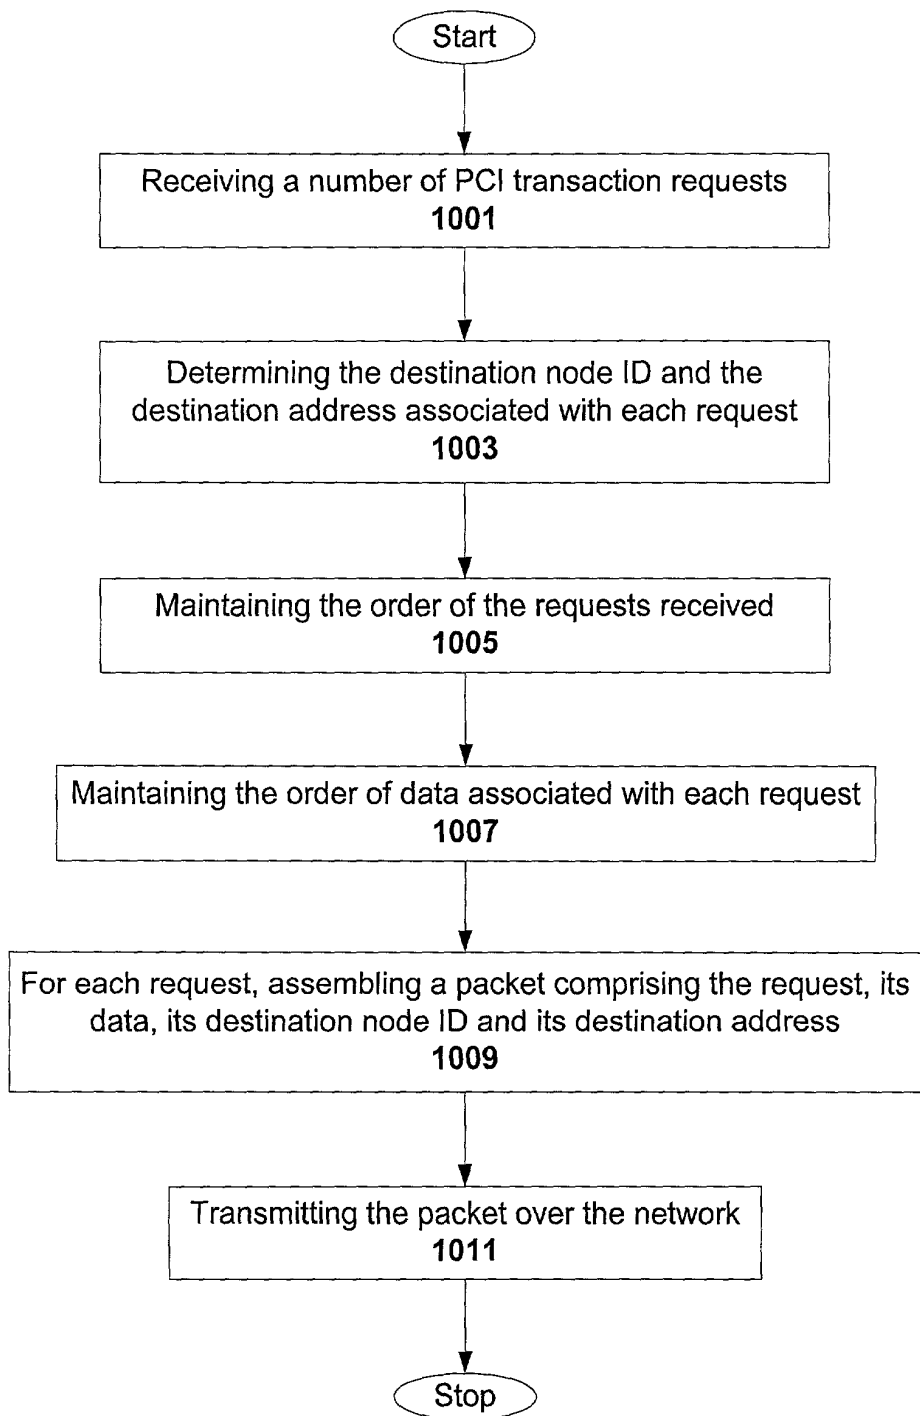 Start
Receiving a number of PCI transaction requests
1001
Determining the destination node ID and the
destination address associated with each request
1003
Maintaining the order of the requests received
1005
Maintaining the order of data associated with each request
1007
For each request, assembling a packet comprising the request, its
data, its destination node ID and its destination address
1009
Transmitting the packet over the network
1011
Stop